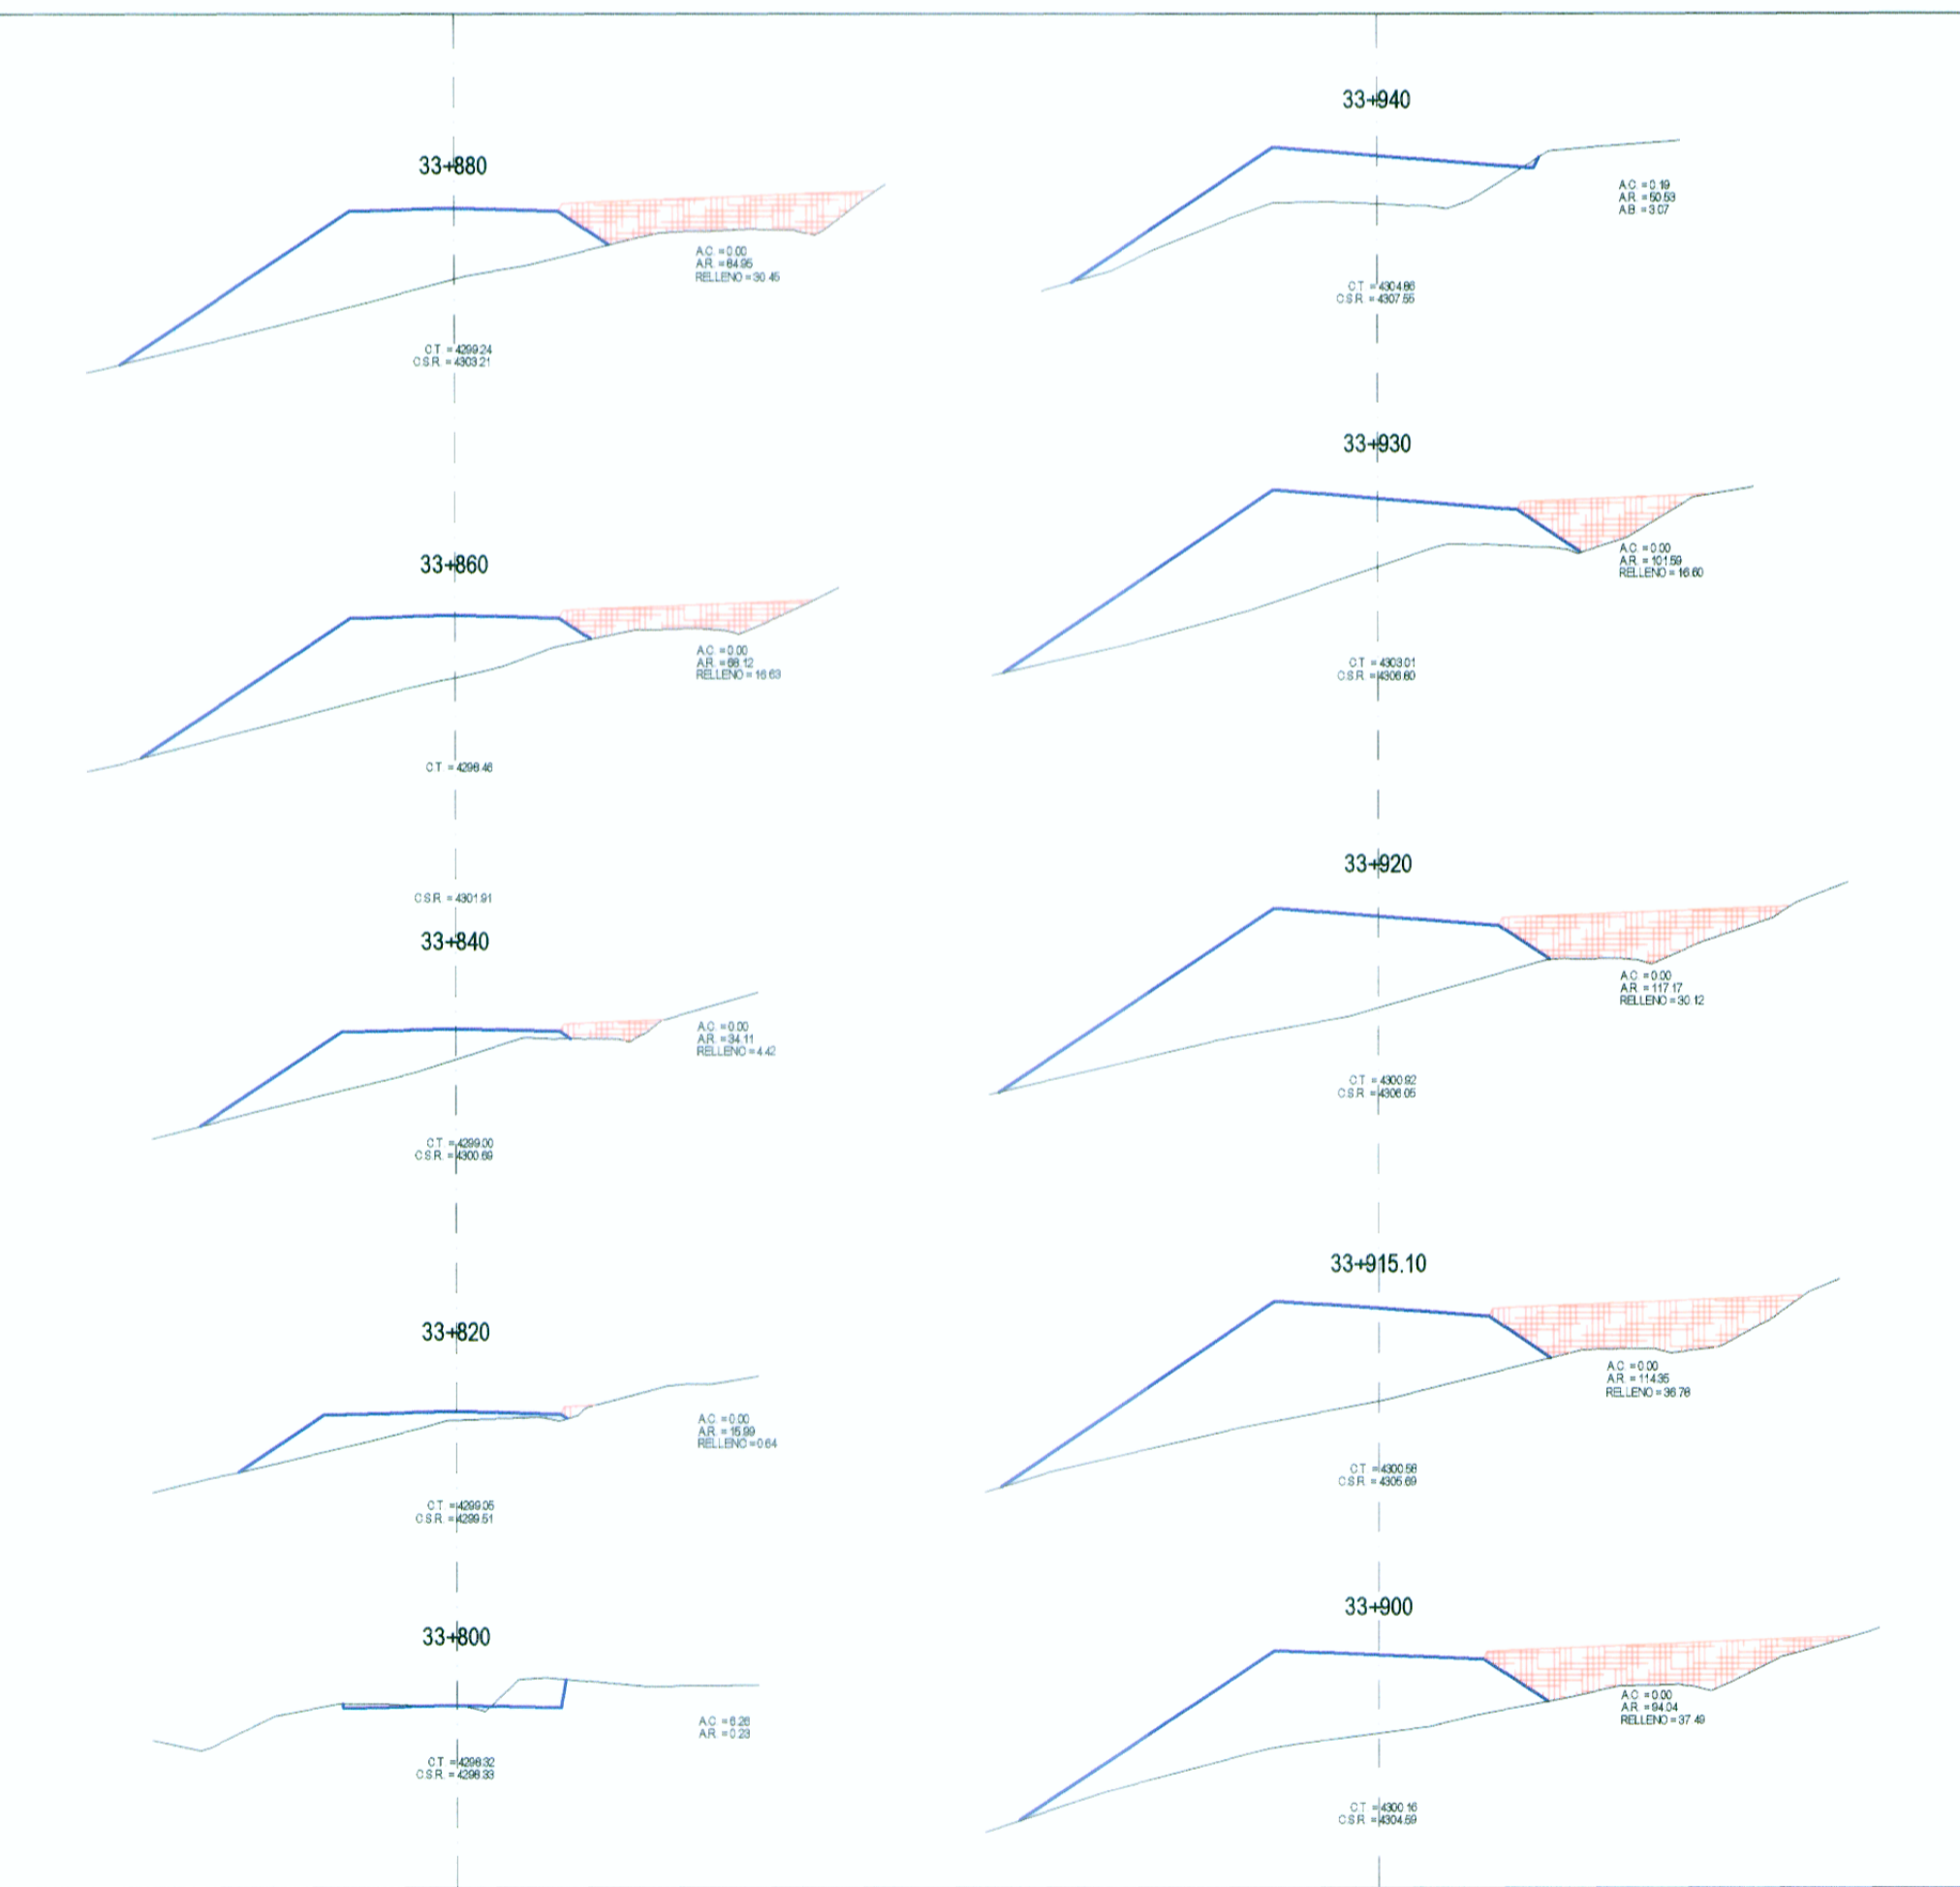 33+880
A.C. =0.00
A.R. =84.95
RELLENO =30.45
C.T. =4299.24
C.S.R. =4303.21
33+860
A.C. =0.00
A.R. =68.12
RELLENO =16.63
C.T. =4298.46
C.S.R. =4301.91
33+840
A.C. =0.00
A.R. =34.11
RELLENO =4.42
C.T. =4299.00
C.S.R. =4300.69
33+820
A.C. =0.00
A.R. =15.99
RELLENO =0.64
C.T. =4299.05
C.S.R. =4299.51
33+800
A.C. =6.26
A.R. =0.23
C.T. =4298.32
C.S.R. =4298.33
33+940
A.C. =0.19
A.R. =50.53
A.B =3.07
C.T. =4304.86
C.S.R. =4307.55
33+930
A.C. =0.00
A.R. =101.59
RELLENO =16.60
C.T. =4303.01
C.S.R. =4306.80
33+920
A.C. =0.00
A.R. =117.17
RELLENO =30.12
C.T. =4300.92
C.S.R. =4306.05
33+915.10
A.C. =0.00
A.R. =114.35
RELLENO =36.78
C.T. =4300.58
C.S.R. =4305.69
33+900
A.C. =0.00
A.R. =94.04
RELLENO =37.49
C.T. =4300.16
C.S.R. =4304.59